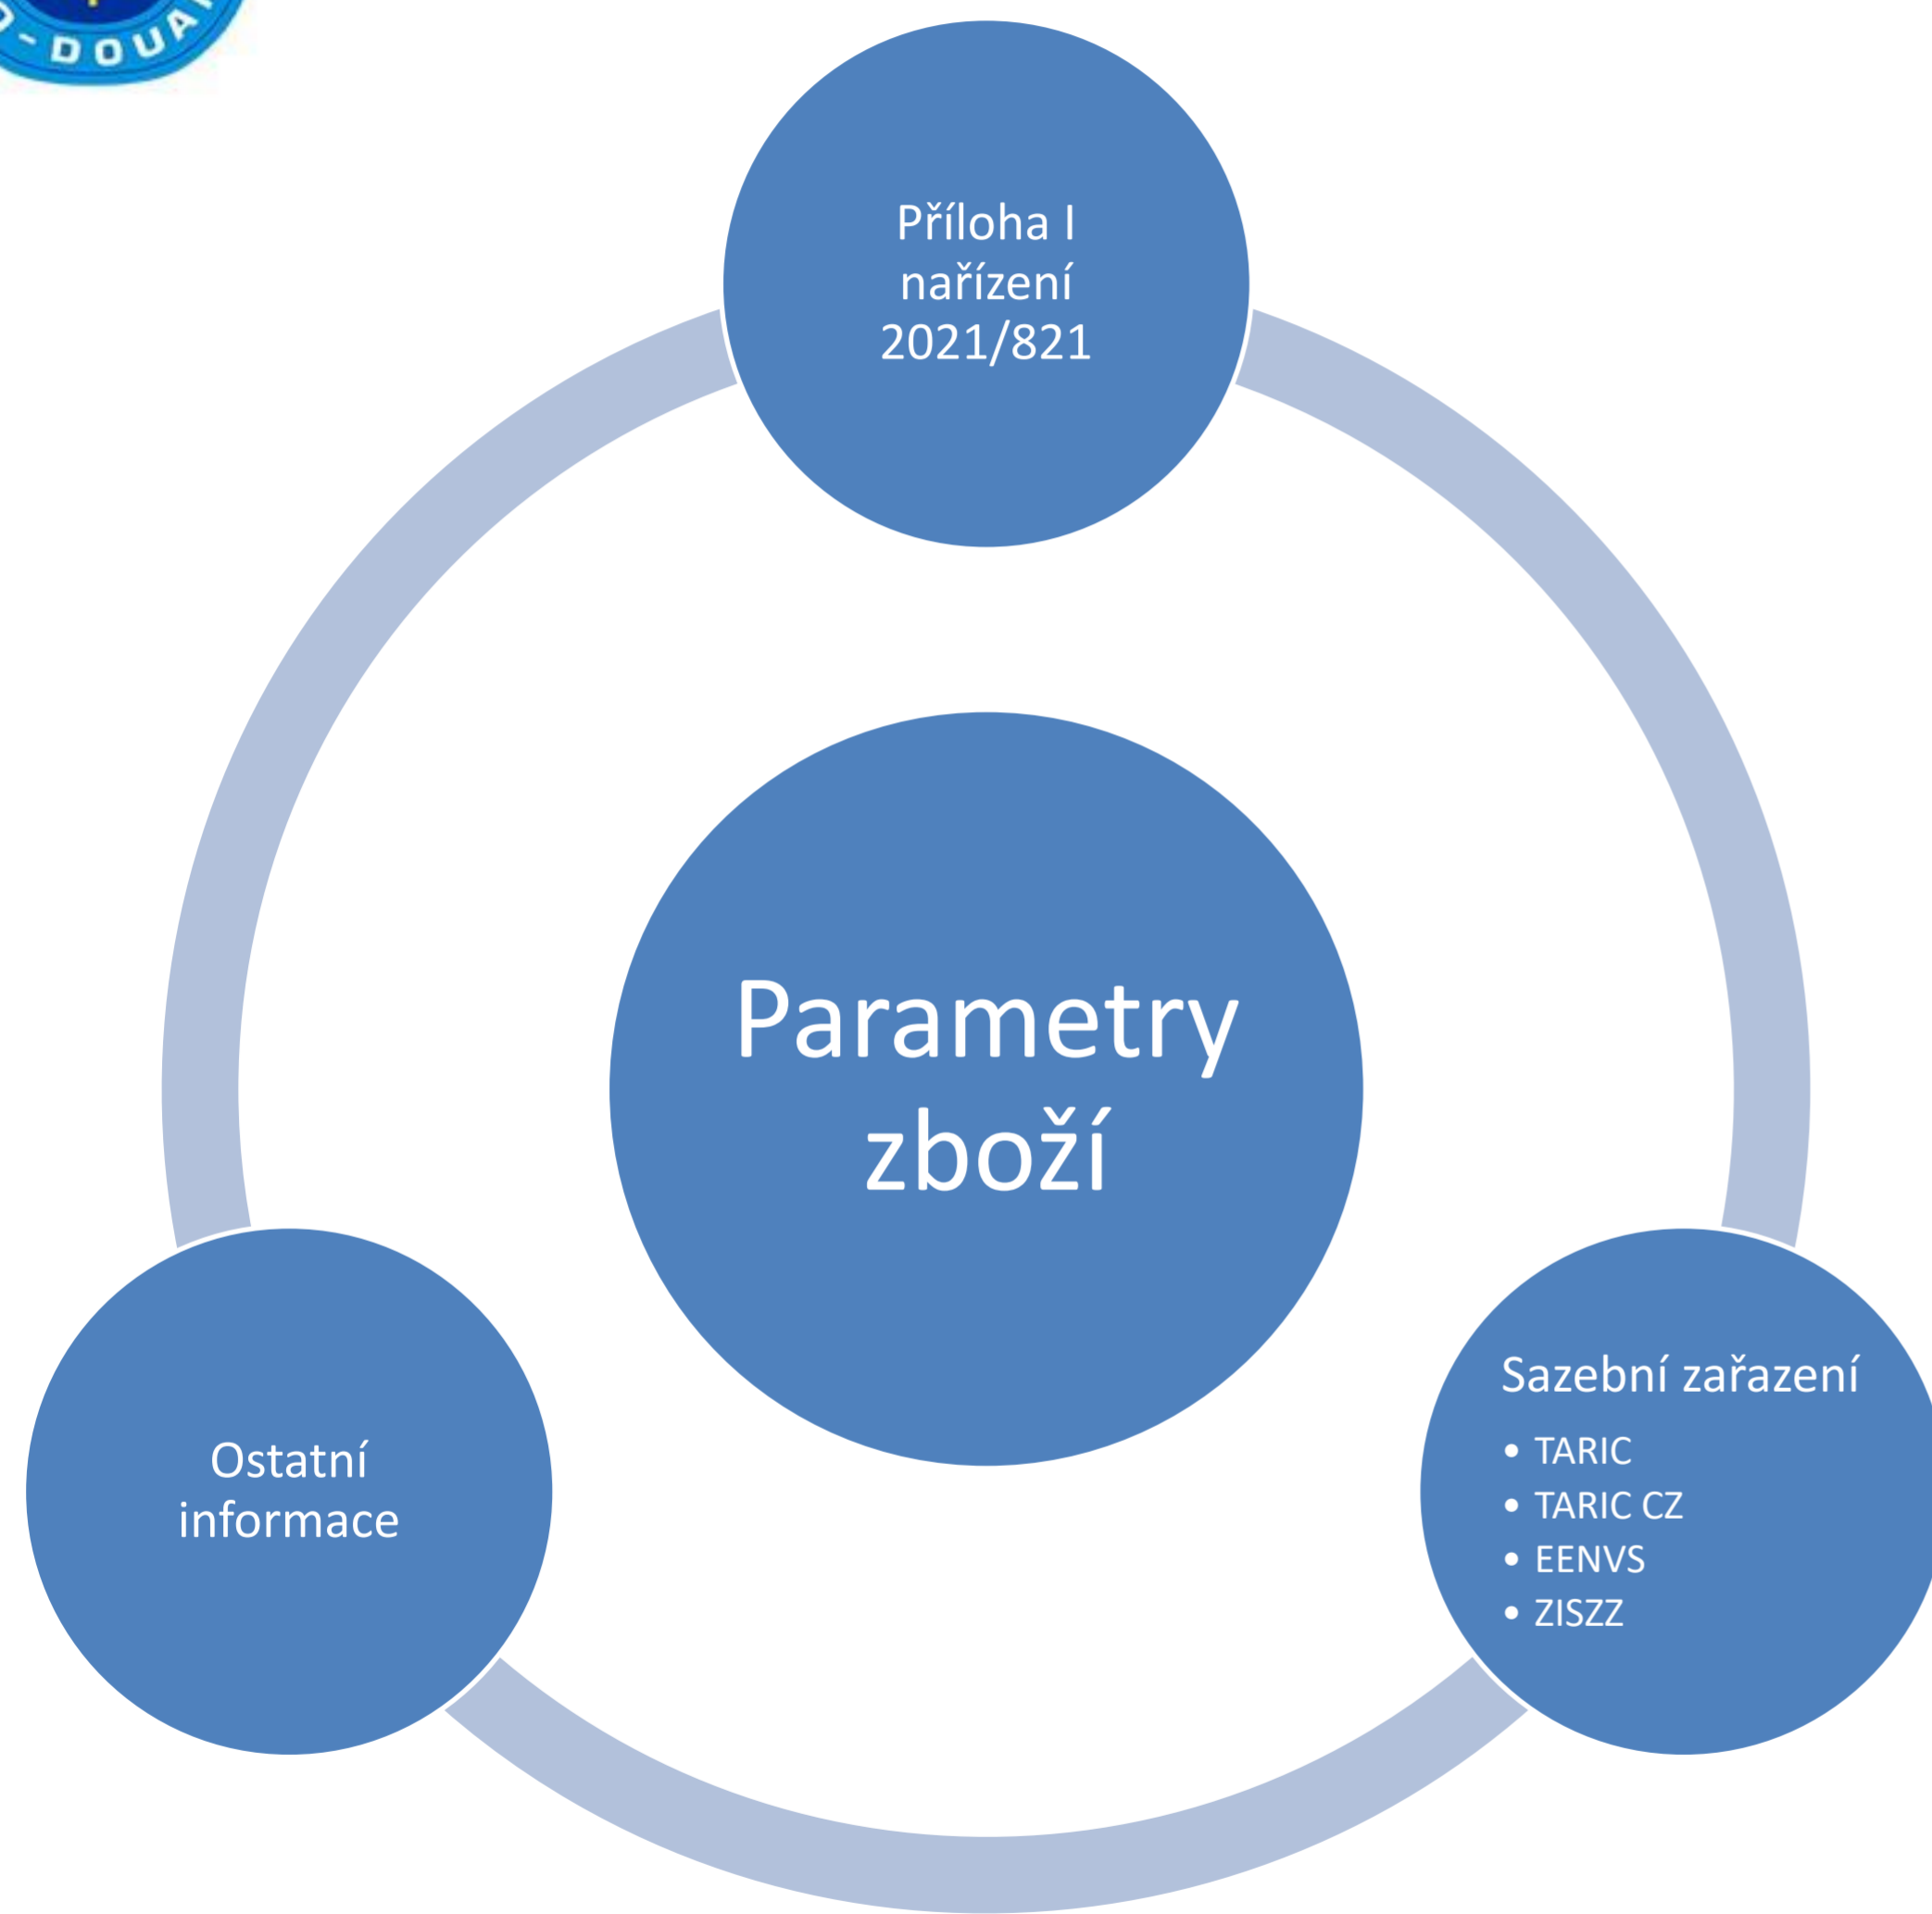 Příloha I
nařízení
2021/821
Parametry
zboží
Ostatní
informace
Sazební zařazení
• TARIC
• TARIC CZ
• EENVS
• ZISZZ